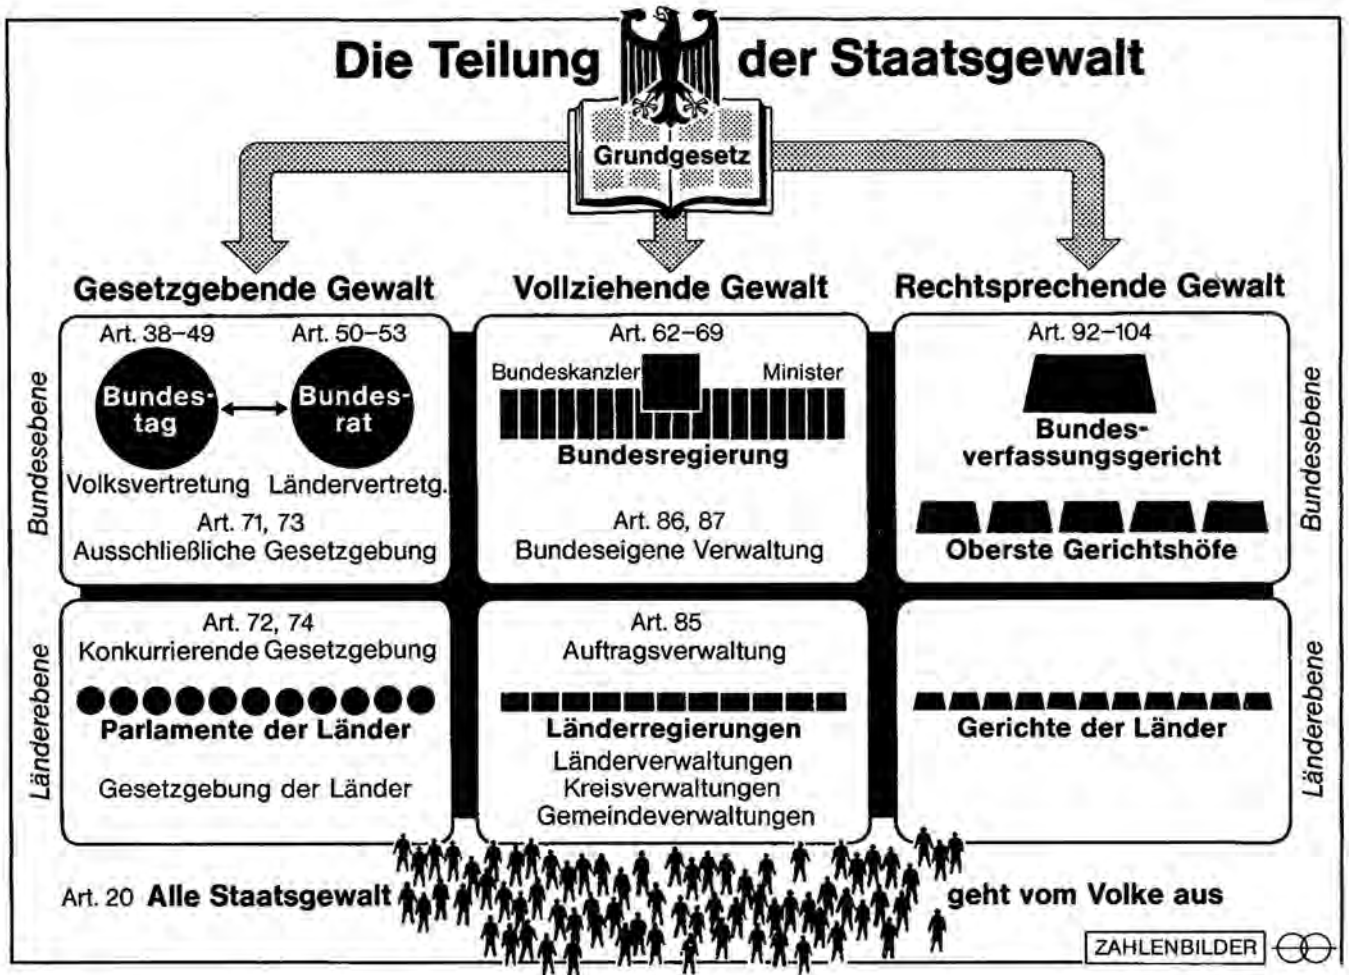 Die Teilung der Staatsgewalt
Grundgesetz
Gesetzgebende Gewalt
Vollziehende Gewalt
Rechtsprechende Gewalt
Bundesebene
Art. 38–49
Art. 50–53
Bundes-
tag
Bundes-
rat
Volksvertretung
Ländervertretg.
Art. 71, 73
Ausschließliche Gesetzgebung
Art. 62–69
Bundeskanzler
Minister
Bundesregierung
Art. 86, 87
Bundeseigene Verwaltung
Art. 92–104
Bundes-
verfassungsgericht
Oberste Gerichtshöfe
Bundesebene
Länderebene
Art. 72, 74
Konkurrierende Gesetzgebung
Parlamente der Länder
Gesetzgebung der Länder
Art. 85
Auftragsverwaltung
Länderregierungen
Länderverwaltungen
Kreisverwaltungen
Gemeindeverwaltungen
Gerichte der Länder
Länderebene
Art. 20 Alle Staatsgewalt geht vom Volke aus
ZAHLENBILDER